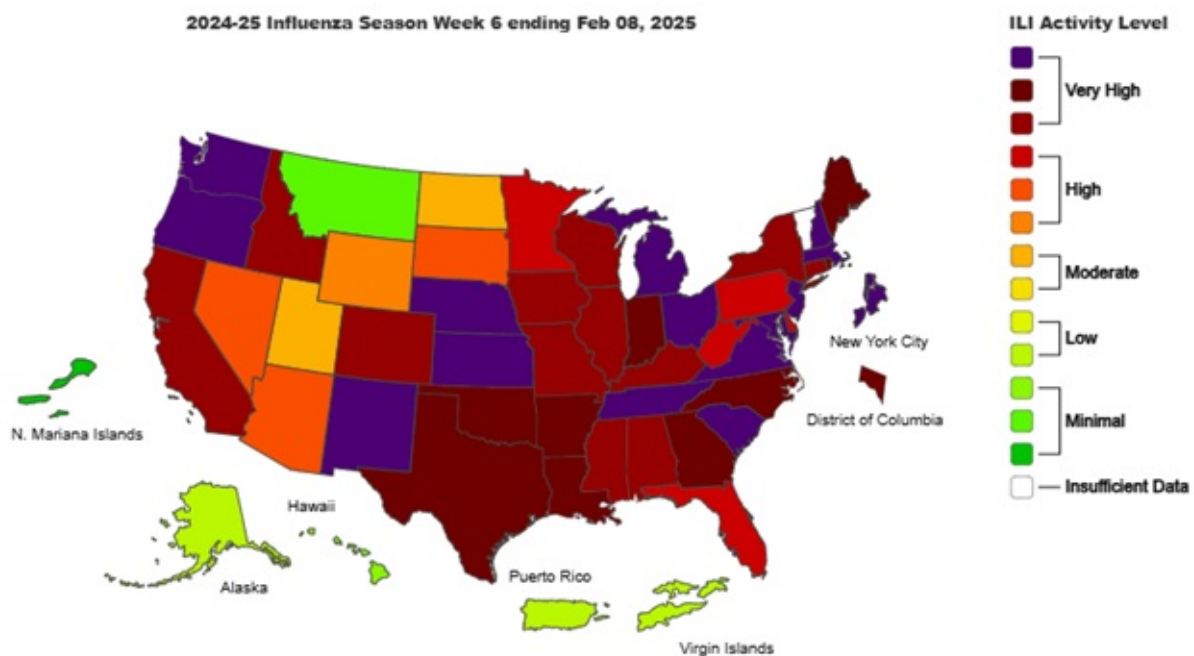 2024-25 Influenza Season Week 6 ending Feb 08, 2025
ILI Activity Level
Very High
High
Moderate
Low
Minimal
Insufficient Data
New York City
District of Columbia
N. Mariana Islands
Hawaii
Alaska
Puerto Rico
Virgin Islands